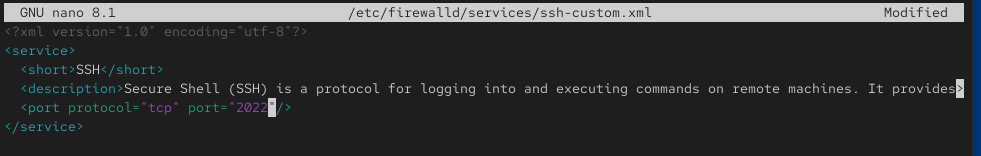 GNU nano 8.1 /etc/firewalld/services/ssh-custom.xml Modified
<?xml version="1.0" encoding="utf-8"?>
<service>
  <short>SSH</short>
  <description>Secure Shell (SSH) is a protocol for logging into and executing commands on remote machines. It provides>
  <port protocol="tcp" port="2022"/>
</service>